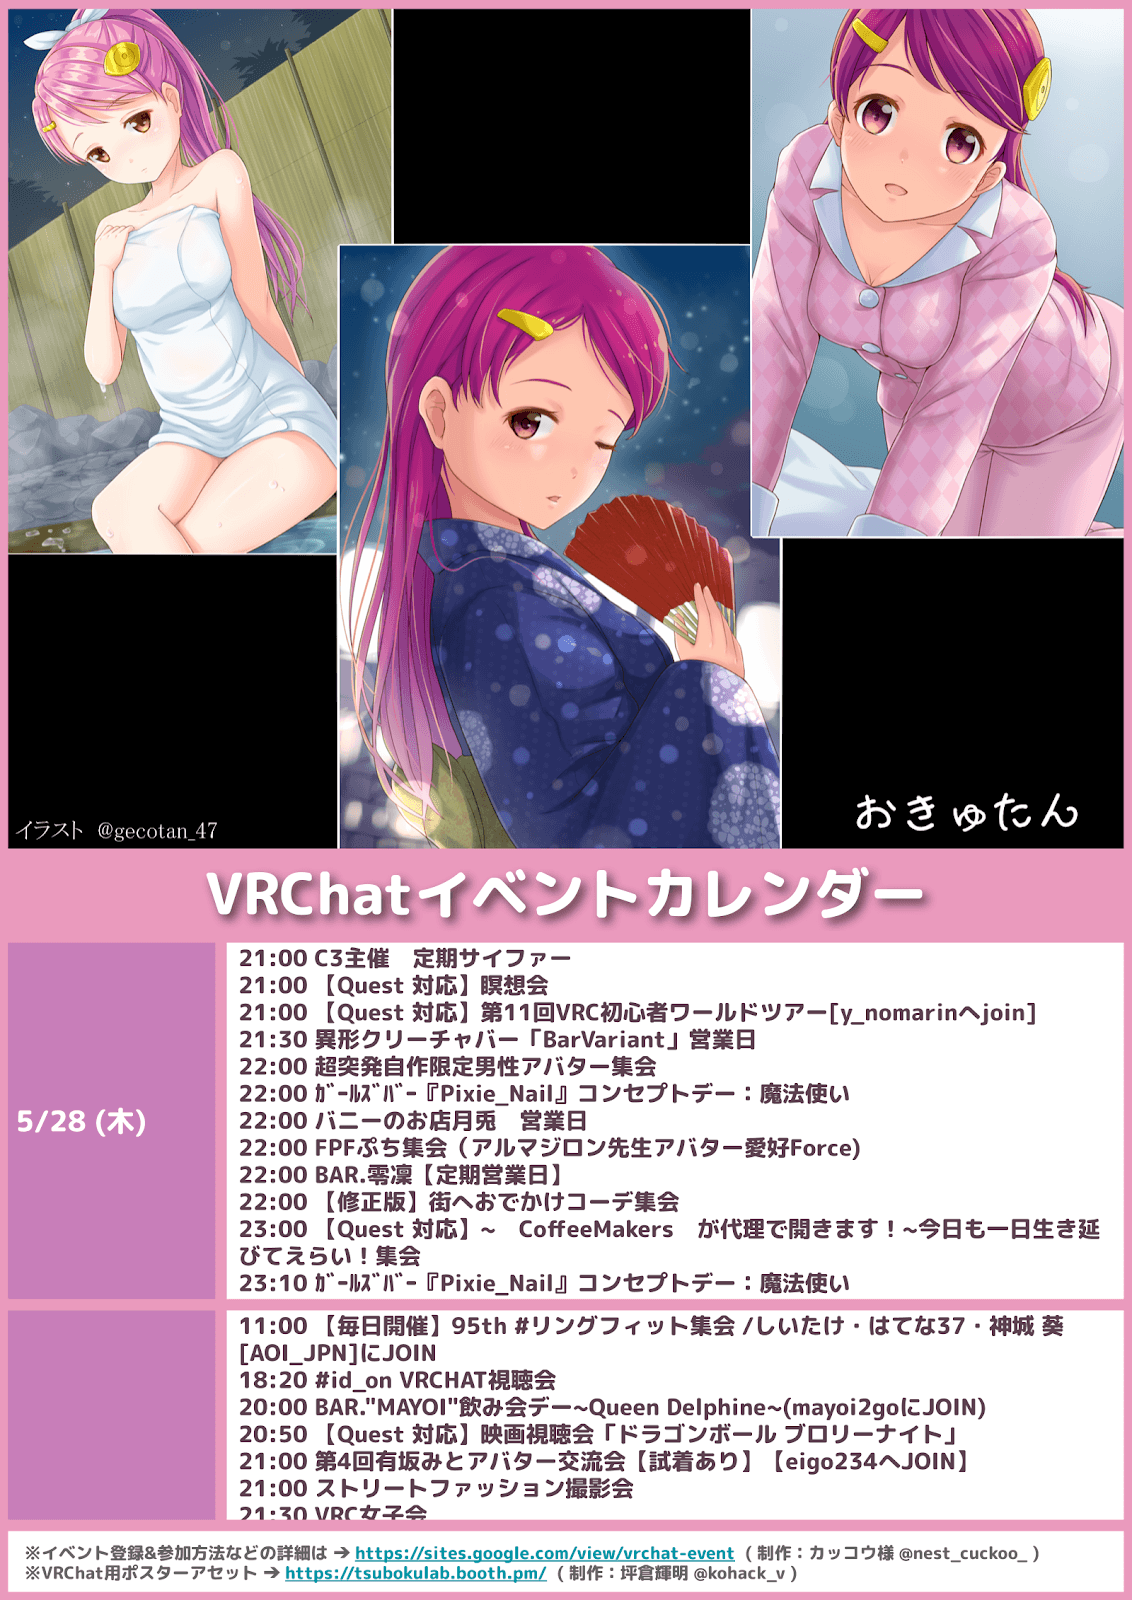 イラスト @gecotan_47
おきゅたん
VRChatイベントカレンダー
5/28 (木)
21:00 C3主催　定期サイファー
21:00 【Quest 対応】瞑想会
21:00 【Quest 対応】第11回VRC初心者ワールドツアー[y_nomarinへjoin]
21:30 異形クリーチャバー「BarVariant」営業日
22:00 超突発自作限定男性アバター集会
22:00 ｶﾞｰﾙｽﾞﾊﾞｰ『Pixie_Nail』コンセプトデー：魔法使い
22:00 バニーのお店月兎　営業日
22:00 FPFぷち集会（アルマジロン先生アバター愛好Force)
22:00 BAR.零凜【定期営業日】
22:00 【修正版】街へおでかけコーデ集会
23:00 【Quest 対応】~　CoffeeMakers　が代理で開きます！~今日も一日生き延
びてえらい！集会
23:10 ｶﾞｰﾙｽﾞﾊﾞｰ『Pixie_Nail』コンセプトデー：魔法使い
11:00 【毎日開催】95th #リングフィット集会 /しいたけ・はてな37・神城 葵
[AOI_JPN]にJOIN
18:20 #id_on VRCHAT視聴会
20:00 BAR."MAYOI"飲み会デー~Queen Delphine~(mayoi2goにJOIN)
20:50 【Quest 対応】映画視聴会「ドラゴンボール ブロリーナイト」
21:00 第4回有坂みとアバター交流会【試着あり】【eigo234へJOIN】
21:00 ストリートファッション撮影会
21:30 VRC女子会
※イベント登録&参加方法などの詳細は ➔ https://sites.google.com/view/vrchat-event （ 制作：カッコウ様 @nest_cuckoo_ ）
※VRChat用ポスターアセット ➔ https://tsubokulab.booth.pm/ （ 制作：坪倉輝明 @kohack_v ）